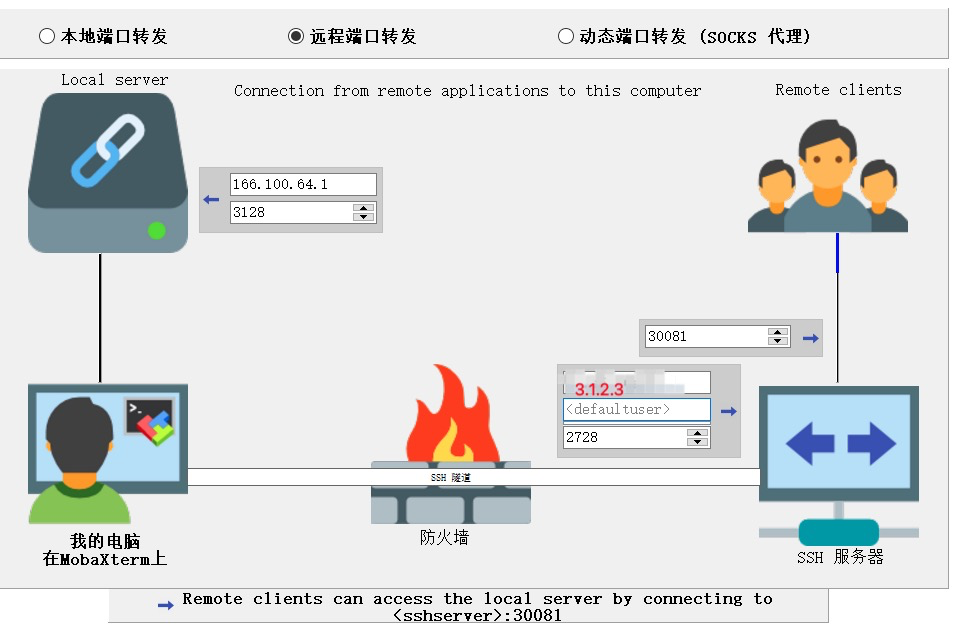 本地端口转发
远程端口转发
动态端口转发 (SOCKS 代理)
Local server
Connection from remote applications to this computer
Remote clients
166.100.64.1
3128
30081
3.1.2.3
<defaultuser>
2728
>_
SSH 隧道
防火墙
我的电脑
在MobaXterm上
SSH 服务器
Remote clients can access the local server by connecting to
<sshserver>:30081